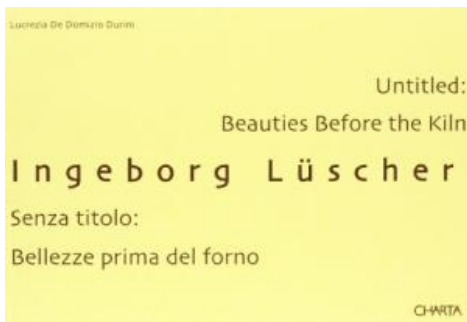 Lucrezia De Domizio Durini
Untitled:
Beauties Before the Kiln
Ingeborg Lüscher
Senza titolo:
Bellezze prima del forno
CHARTA